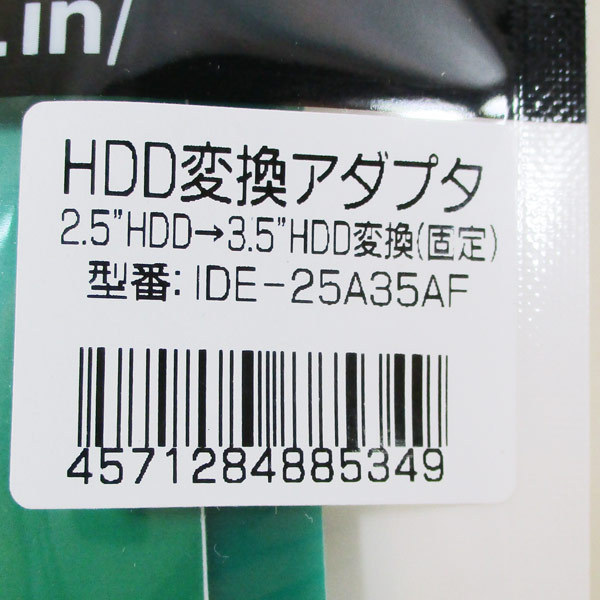 .in/
HDD変換アダプタ
2.5"HDD→3.5"HDD変換(固定)
型番: IDE-25A35AF
4571284885349